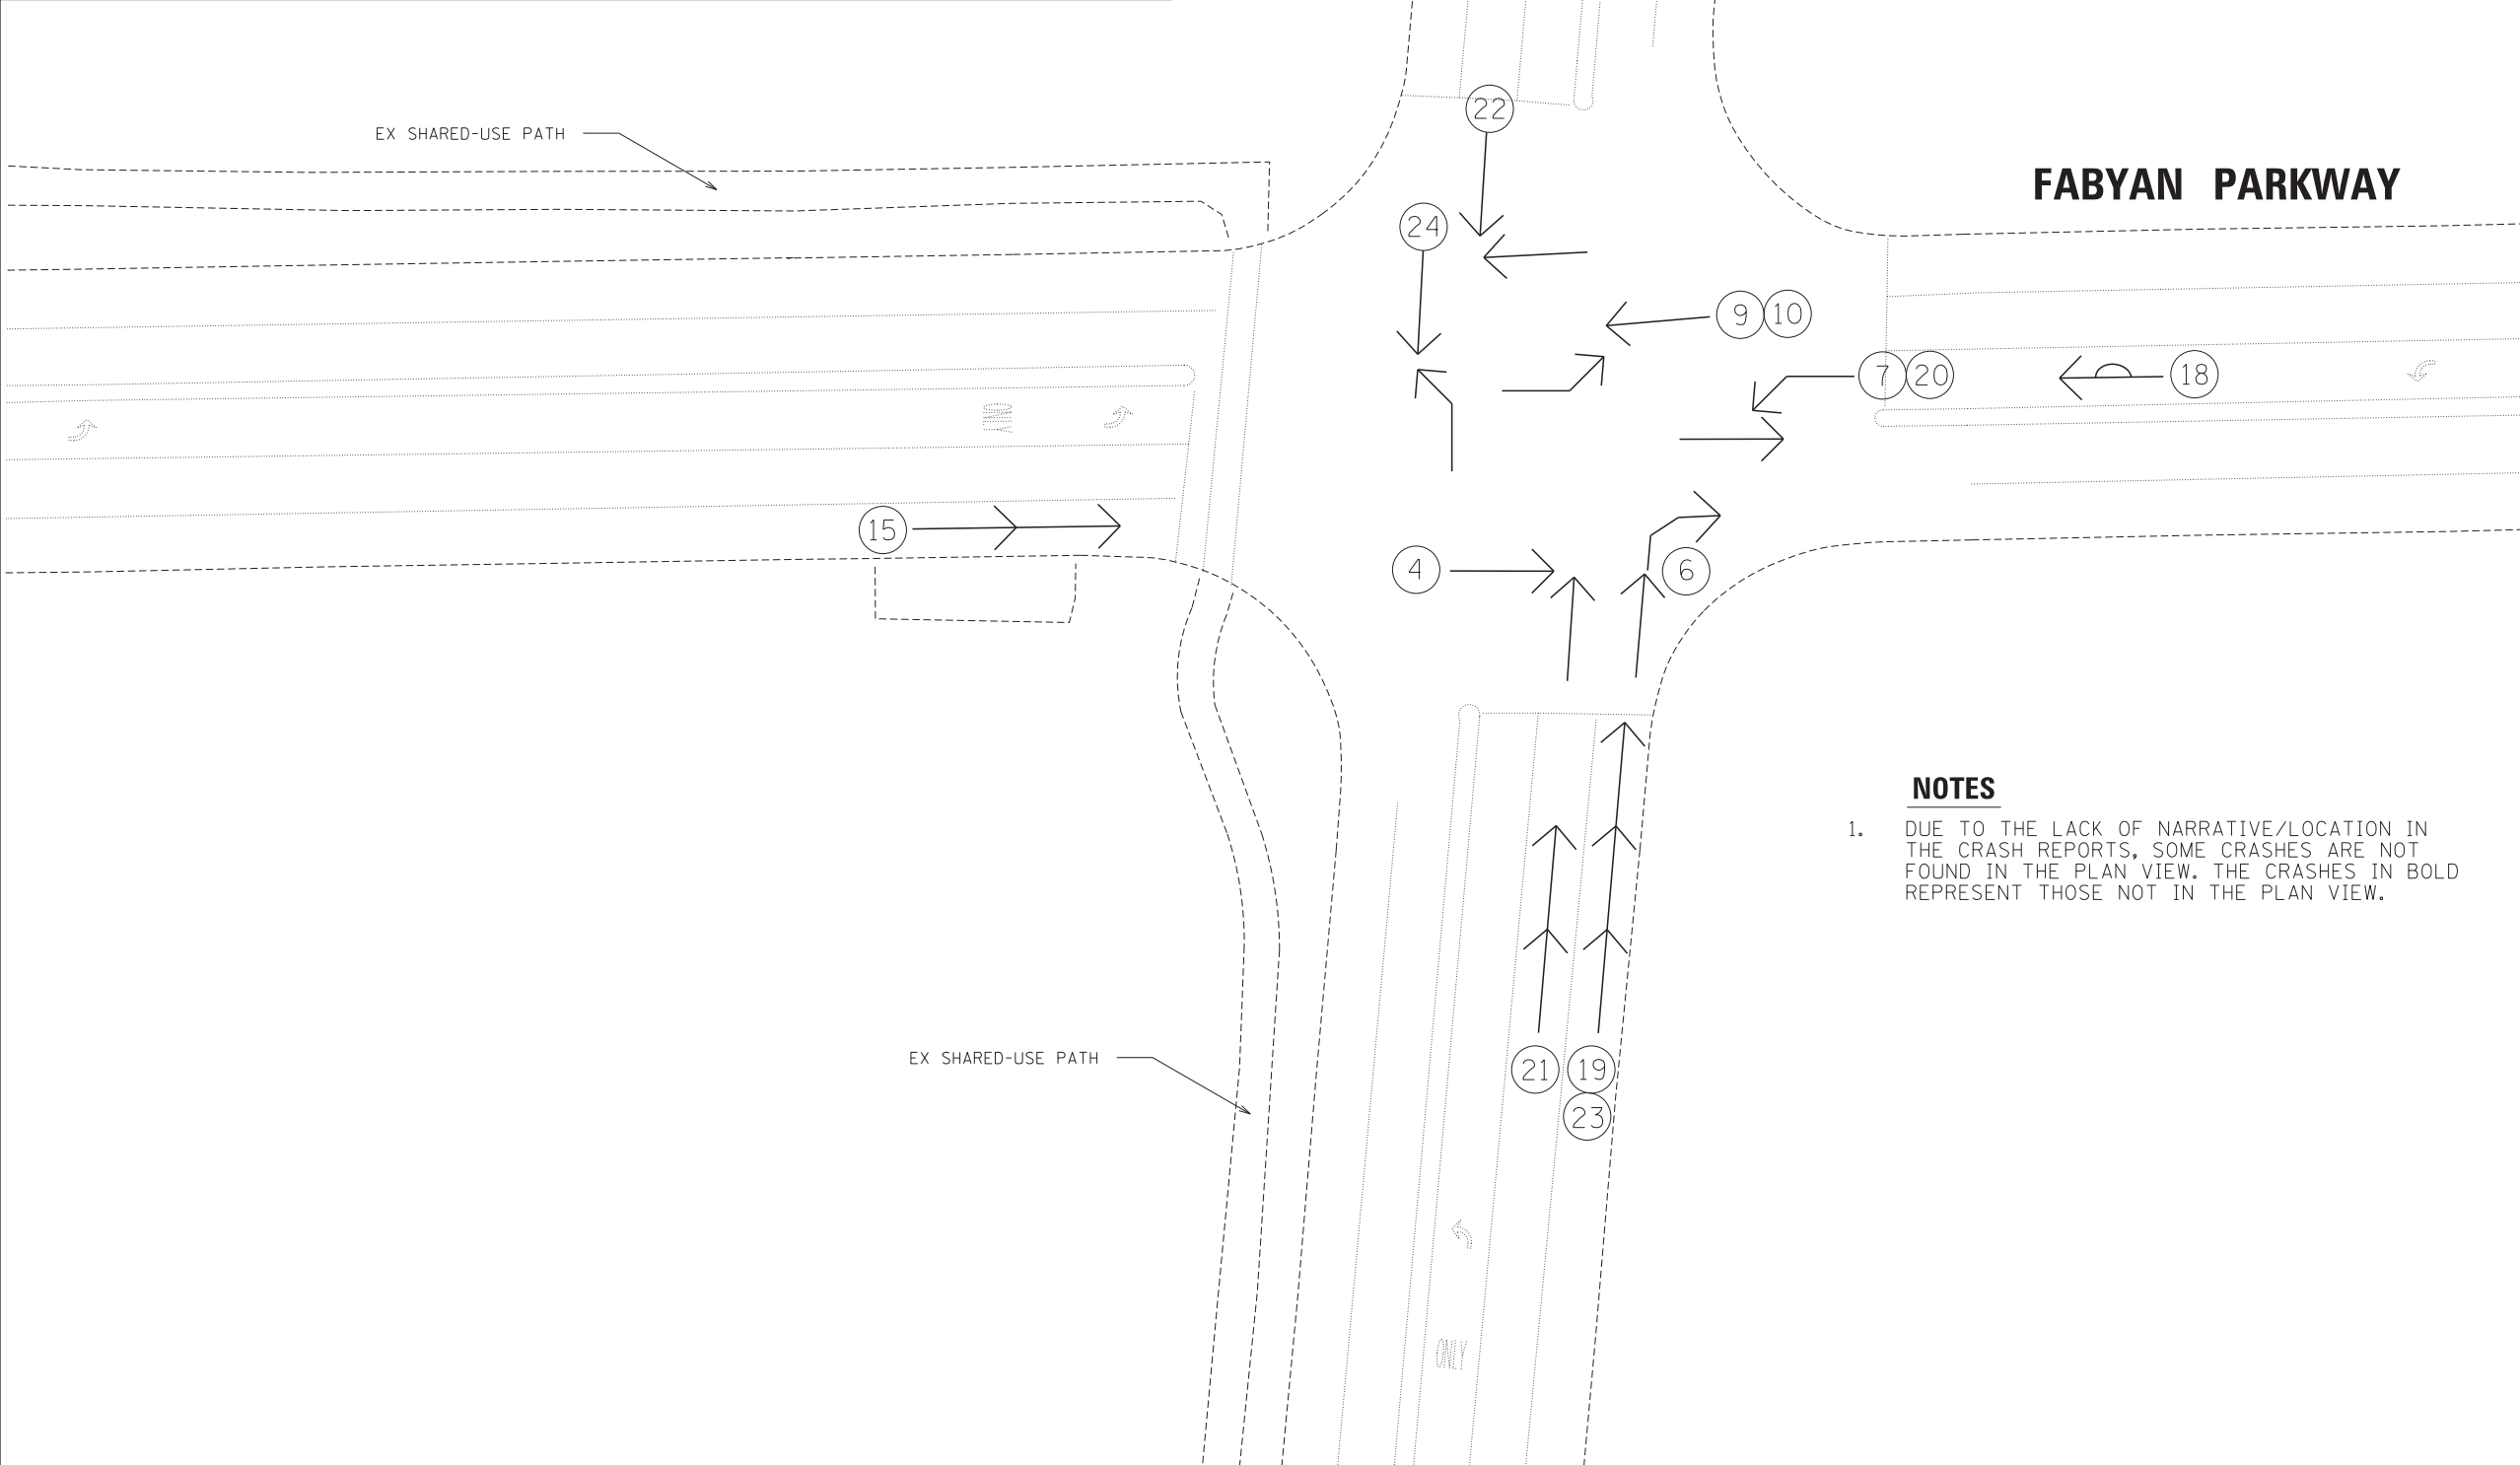 22
EX SHARED-USE PATH
FABYAN PARKWAY
24
9 10
7 20
18
ONLY
15
4
6
NOTES
1. DUE TO THE LACK OF NARRATIVE/LOCATION IN
THE CRASH REPORTS, SOME CRASHES ARE NOT
FOUND IN THE PLAN VIEW. THE CRASHES IN BOLD
REPRESENT THOSE NOT IN THE PLAN VIEW.
EX SHARED-USE PATH
21 19
23
ONLY